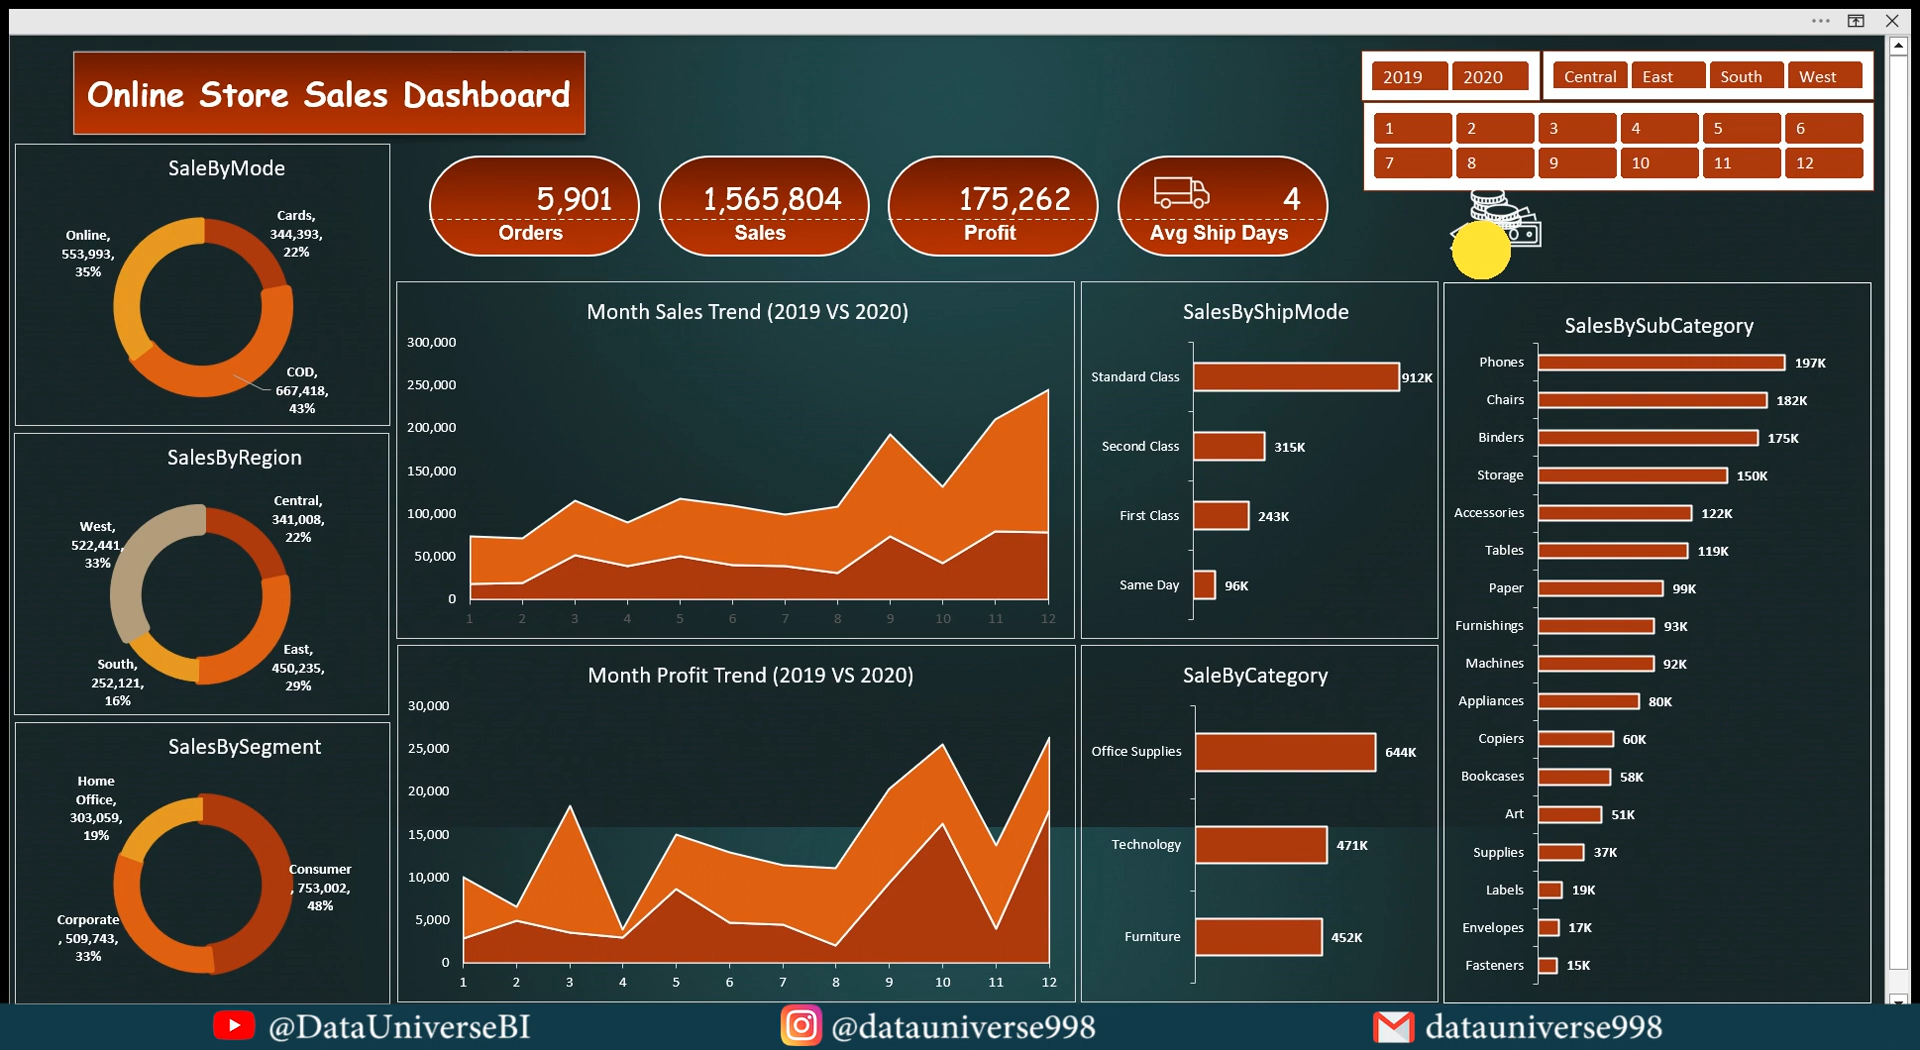 Online Store Sales Dashboard
2019 2020
Central East South West
1 2 3 4 5 6
7 8 9 10 11 12
5,901
Orders
1,565,804
Sales
175,262
Profit
4
Avg Ship Days
SaleByMode
Online,
553,993,
35%
Cards,
344,393,
22%
COD,
667,418,
43%
SalesByRegion
West,
522,441,
33%
Central,
341,008,
22%
South,
252,121,
16%
East,
450,235,
29%
SalesBySegment
Home
Office,
303,059,
19%
Consumer
, 753,002,
48%
Corporate
, 509,743,
33%
Month Sales Trend (2019 VS 2020)
300,000
250,000
200,000
150,000
100,000
50,000
0
1 2 3 4 5 6 7 8 9 10 11 12
Month Profit Trend (2019 VS 2020)
30,000
25,000
20,000
15,000
10,000
5,000
0
1 2 3 4 5 6 7 8 9 10 11 12
SalesByShipMode
Standard Class 912K
Second Class 315K
First Class 243K
Same Day 96K
SaleByCategory
Office Supplies 644K
Technology 471K
Furniture 452K
SalesBySubCategory
Phones 197K
Chairs 182K
Binders 175K
Storage 150K
Accessories 122K
Tables 119K
Paper 99K
Furnishings 93K
Machines 92K
Appliances 80K
Copiers 60K
Bookcases 58K
Art 51K
Supplies 37K
Labels 19K
Envelopes 17K
Fasteners 15K
@DataUniverseBI
@datauniverse998
datauniverse998